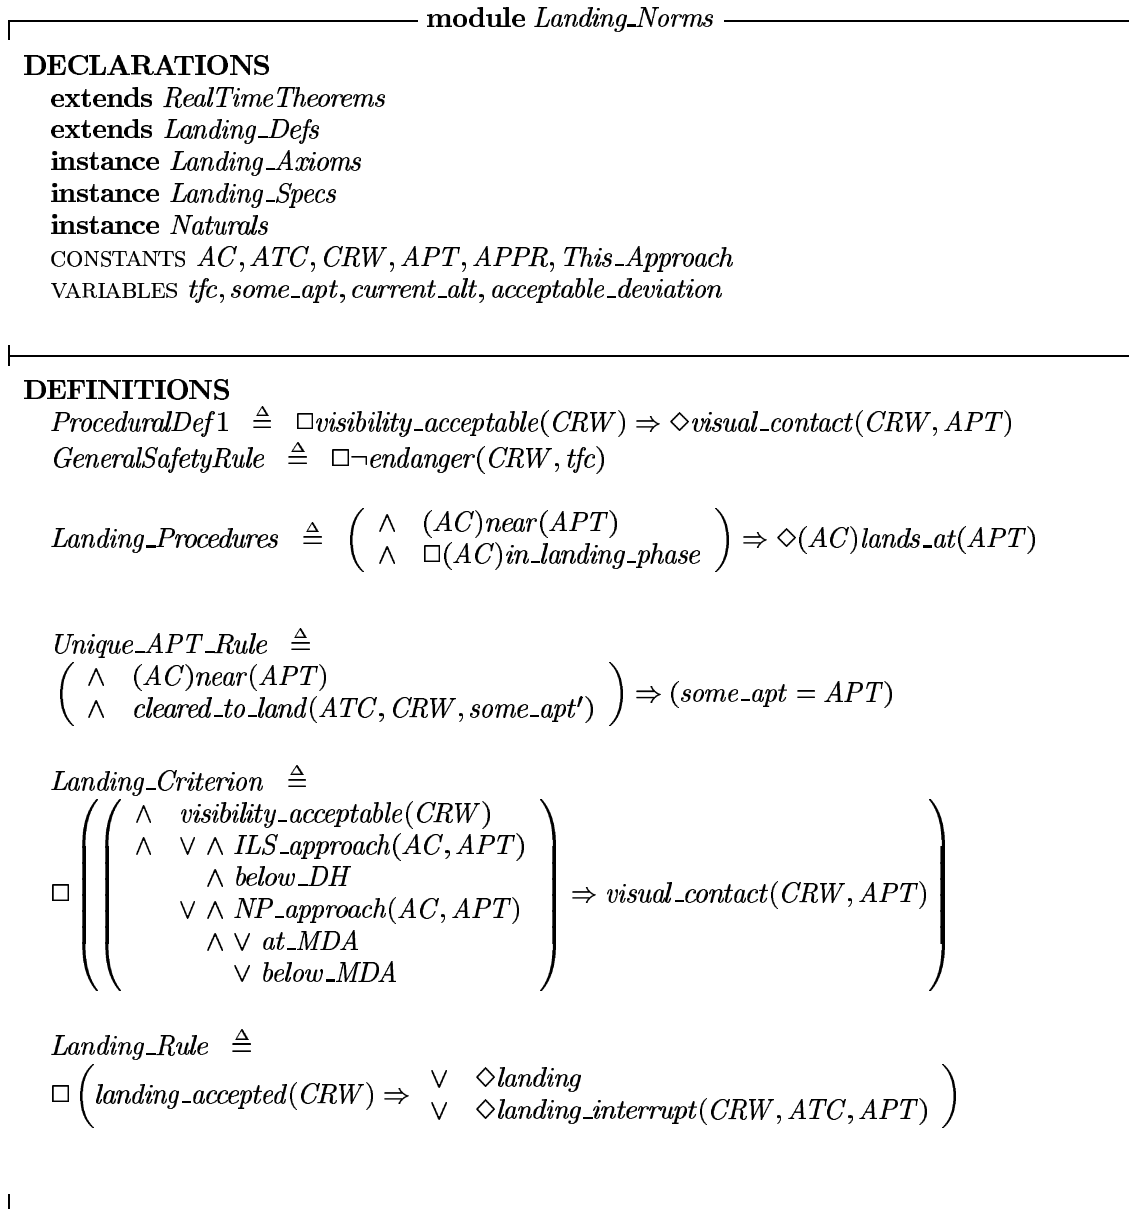 module Landing_Norms
DECLARATIONS
extends RealTimeTheorems
extends Landing_Defs
instance Landing_Axioms
instance Landing_Specs
instance Naturals
CONSTANTS AC, ATC, CRW, APT, APPR, This_Approach
VARIABLES tfc, some_apt, current_alt, acceptable_deviation
DEFINITIONS
ProceduralDef1 ≜ □visibility_acceptable(CRW) ⇒ ◇visual_contact(CRW, APT)
GeneralSafetyRule ≜ □¬endanger(CRW, tfc)
Landing_Procedures ≜ ( ∧ (AC)near(APT)
∧ □(AC)in_landing_phase ) ⇒ ◇(AC)lands_at(APT)
Unique_APT_Rule ≜
( ∧ (AC)near(APT)
∧ cleared_to_land(ATC, CRW, some_apt′) ) ⇒ (some_apt = APT)
Landing_Criterion ≜
□ ( ( ∧ visibility_acceptable(CRW)
∧ ∨ ∧ ILS_approach(AC, APT)
∧ below_DH
∨ ∧ NP_approach(AC, APT)
∧ ∨ at_MDA
∨ below_MDA ) ⇒ visual_contact(CRW, APT) )
Landing_Rule ≜
□ ( landing_accepted(CRW) ⇒ ∨ ◇landing
∨ ◇landing_interrupt(CRW, ATC, APT) )